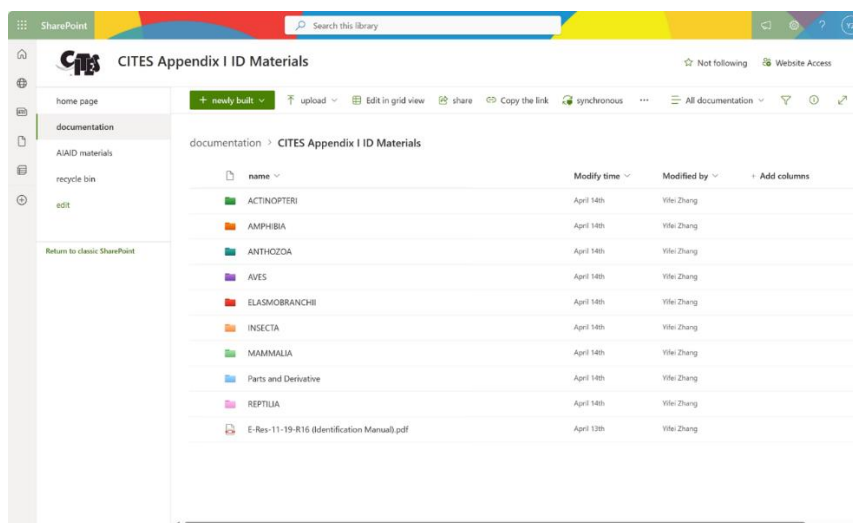 SharePoint
Search this library
?
CITES
CITES Appendix I ID Materials
Not following
Website Access
home page
documentation
AIAID materials
recycle bin
edit
Return to classic SharePoint
+ newly built
upload
Edit in grid view
share
Copy the link
synchronous
...
All documentation
documentation > CITES Appendix I ID Materials
name Modify time Modified by + Add columns
ACTINOPTERI April 14th Yifei Zhang
AMPHIBIA April 14th Yifei Zhang
ANTHOZOA April 14th Yifei Zhang
AVES April 14th Yifei Zhang
ELASMOBRANCHII April 14th Yifei Zhang
INSECTA April 14th Yifei Zhang
MAMMALIA April 14th Yifei Zhang
Parts and Derivative April 14th Yifei Zhang
REPTILIA April 14th Yifei Zhang
E-Res-11-19-R16 (Identification Manual).pdf April 13th Yifei Zhang